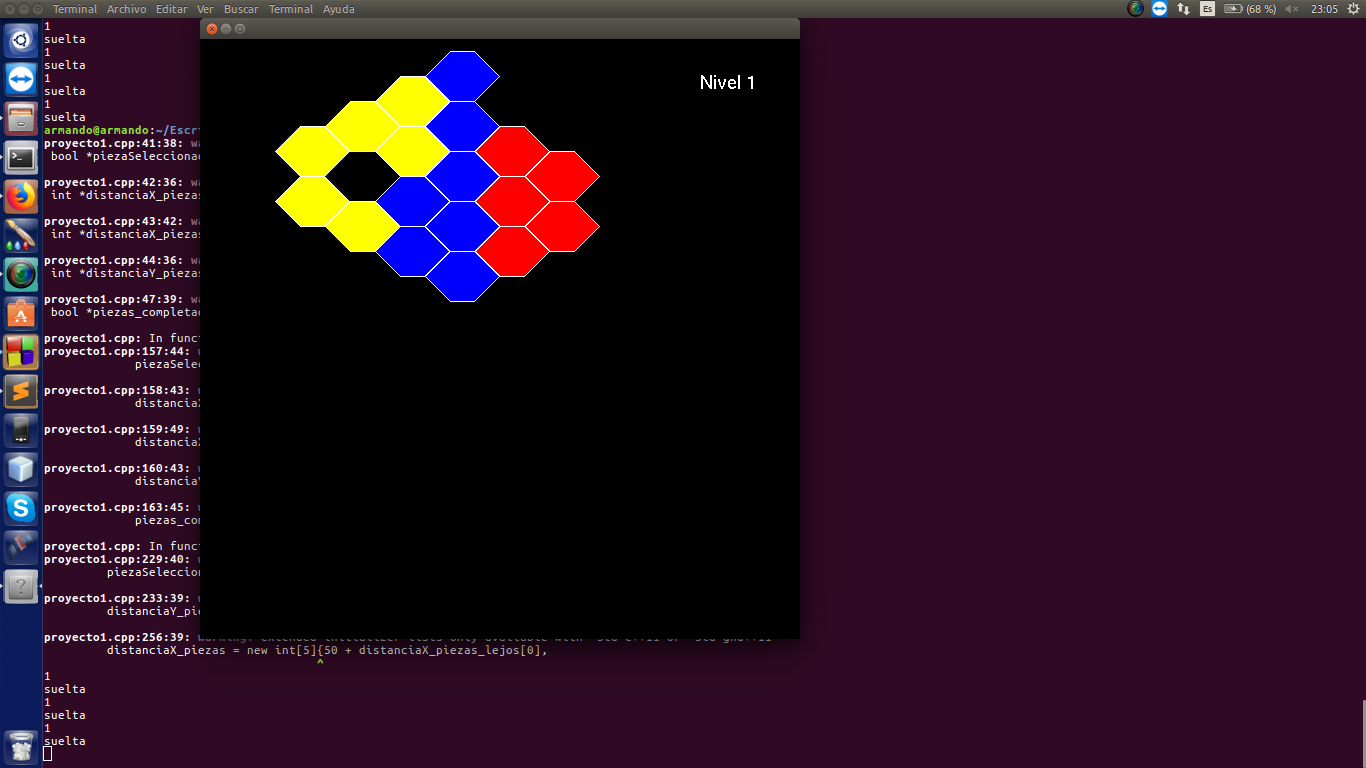 Terminal Archivo Editar Ver Buscar Terminal Ayuda
Es (68 %) 23:05
1
suelta
1
suelta
1
suelta
1
suelta
armando@armando:~/Escri
proyecto1.cpp:41:38: wa
bool *piezaSeleccionad
proyecto1.cpp:42:36: wa
int *distanciaX_piezas
proyecto1.cpp:43:42: wa
int *distanciaX_piezas
proyecto1.cpp:44:36: wa
int *distanciaY_piezas
proyecto1.cpp:47:39: wa
bool *piezas_completad
proyecto1.cpp: In funct
proyecto1.cpp:157:44: w
piezaSelec
proyecto1.cpp:158:43: w
distanciaX
proyecto1.cpp:159:49: w
distanciaX
proyecto1.cpp:160:43: w
distanciaY
proyecto1.cpp:163:45: w
piezas_com
proyecto1.cpp: In funct
proyecto1.cpp:229:40: w
piezaSeleccion
proyecto1.cpp:233:39: w
distanciaY_pie
proyecto1.cpp:256:39:
distanciaX_piezas = new int[5]{50 + distanciaX_piezas_lejos[0],
^
1
suelta
1
suelta
1
suelta
Nivel 1